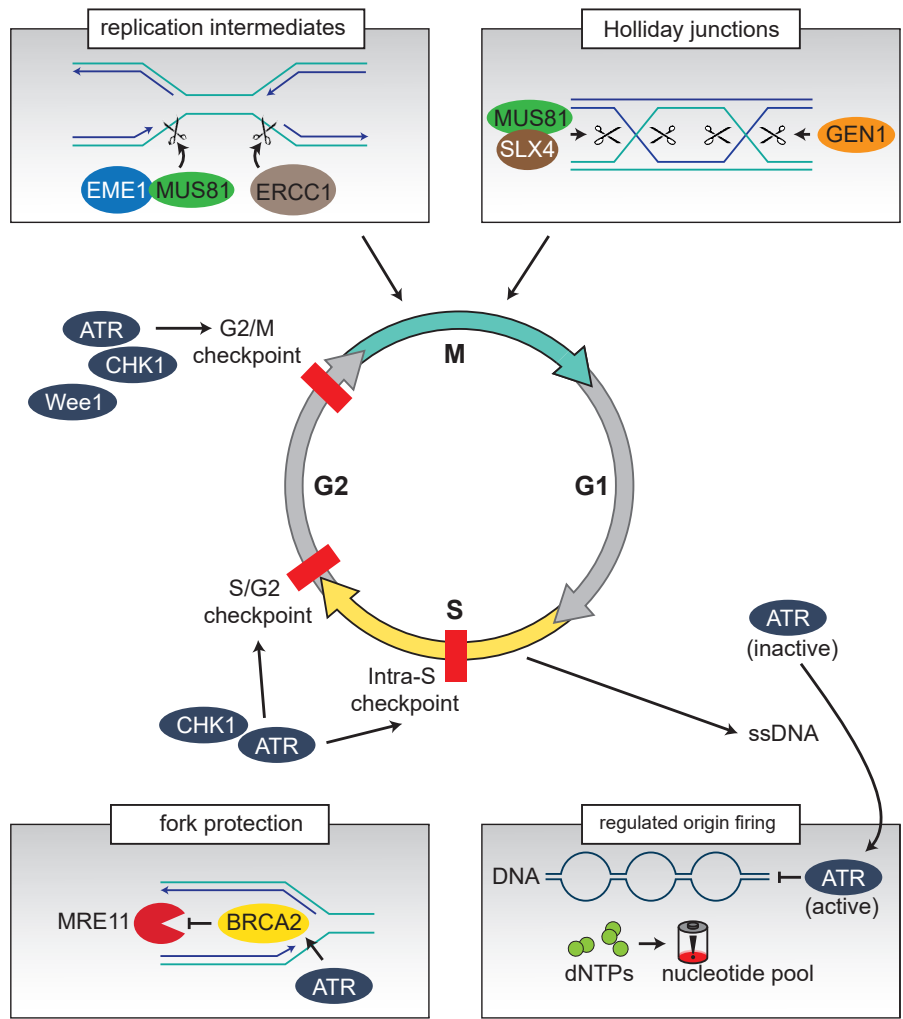 replication intermediates
EME1
MUS81
ERCC1
Holliday junctions
MUS81
SLX4
GEN1
ATR
CHK1
Wee1
G2/M
checkpoint
M
G2
G1
S
S/G2
checkpoint
Intra-S
checkpoint
CHK1
ATR
ATR
(inactive)
ssDNA
fork protection
MRE11
BRCA2
ATR
regulated origin firing
DNA
ATR
(active)
dNTPs
!
nucleotide pool